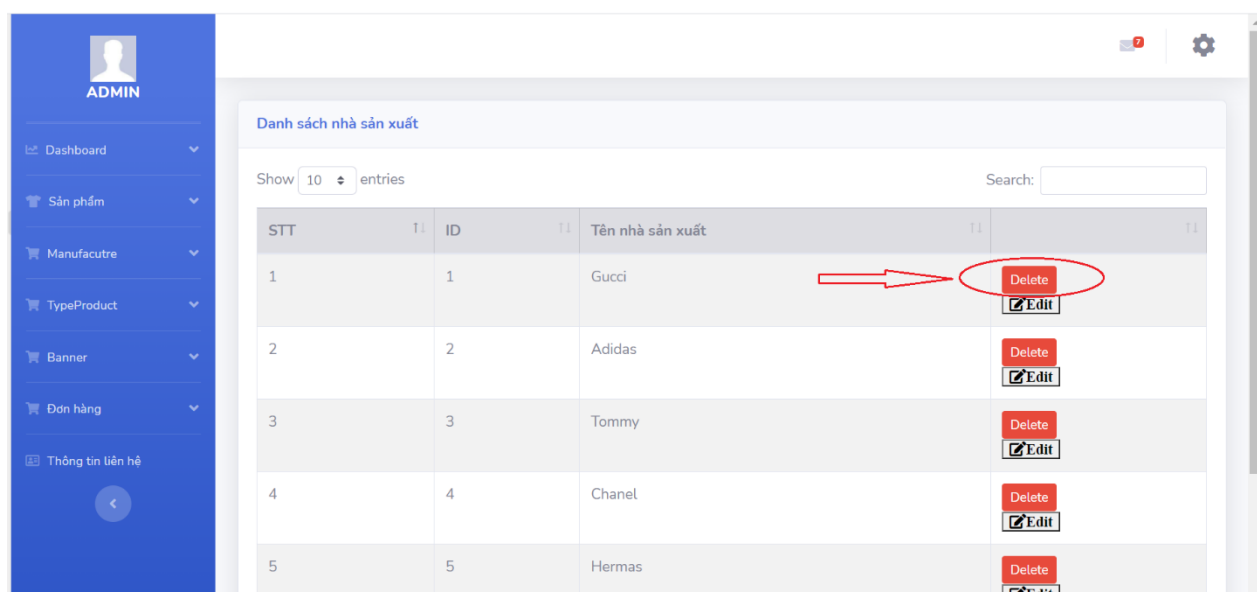 7
ADMIN
Danh sách nhà sản xuất
Dashboard
Show 10 entries
Search:
Sản phẩm
STT ID Tên nhà sản xuất
Manufacutre
1 1 Gucci Delete
Edit
TypeProduct
2 2 Adidas Delete
Edit
Banner
Đơn hàng
3 3 Tommy Delete
Edit
Thông tin liên hệ
4 4 Chanel Delete
Edit
5 5 Hermas Delete
Edit